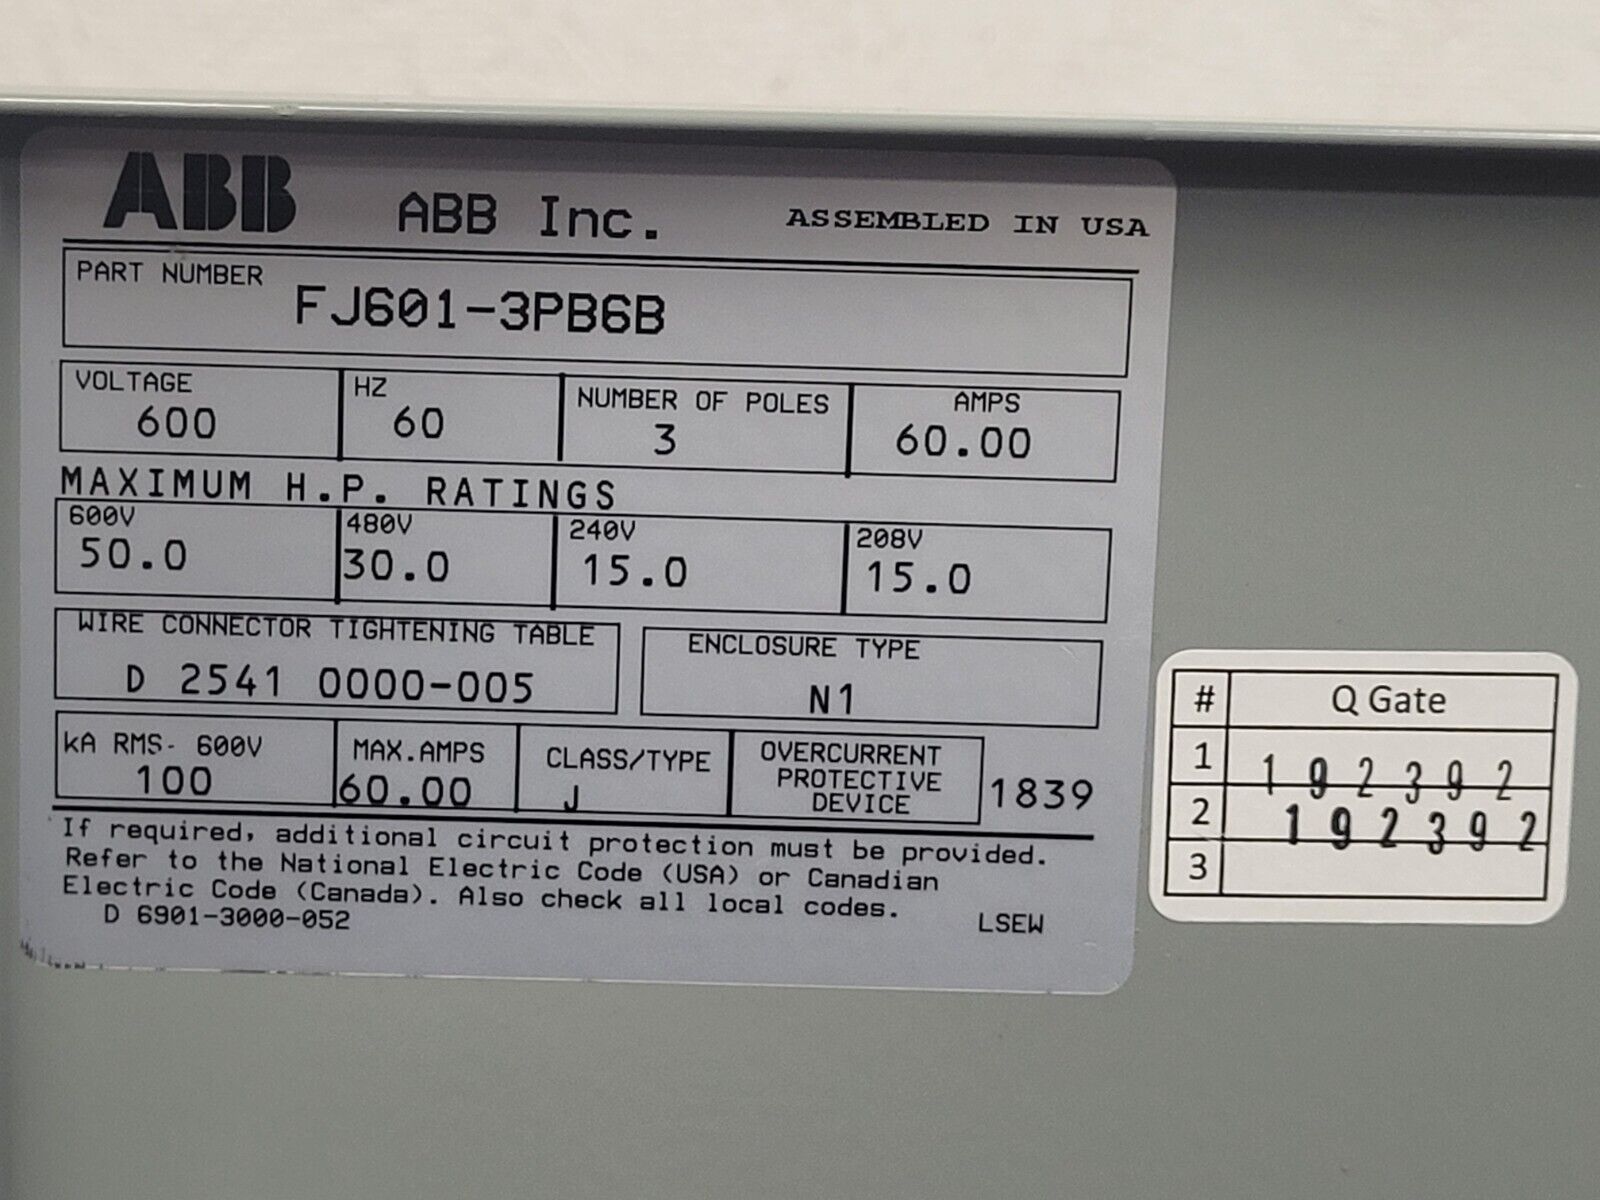 ABB ABB Inc. ASSEMBLED IN USA
PART NUMBER
FJ601-3PB6B
VOLTAGE HZ NUMBER OF POLES AMPS
600 60 3 60.00
MAXIMUM H.P. RATINGS
600V 480V 240V 208V
50.0 30.0 15.0 15.0
WIRE CONNECTOR TIGHTENING TABLE ENCLOSURE TYPE
D 2541 0000-005 N1
kA RMS- 600V MAX.AMPS CLASS/TYPE OVERCURRENT
PROTECTIVE
DEVICE
100 60.00 J 1839
If required, additional circuit protection must be provided.
Refer to the National Electric Code (USA) or Canadian
Electric Code (Canada). Also check all local codes.
D 6901-3000-052 LSEW
# Q Gate
1 192392
2 192392
3